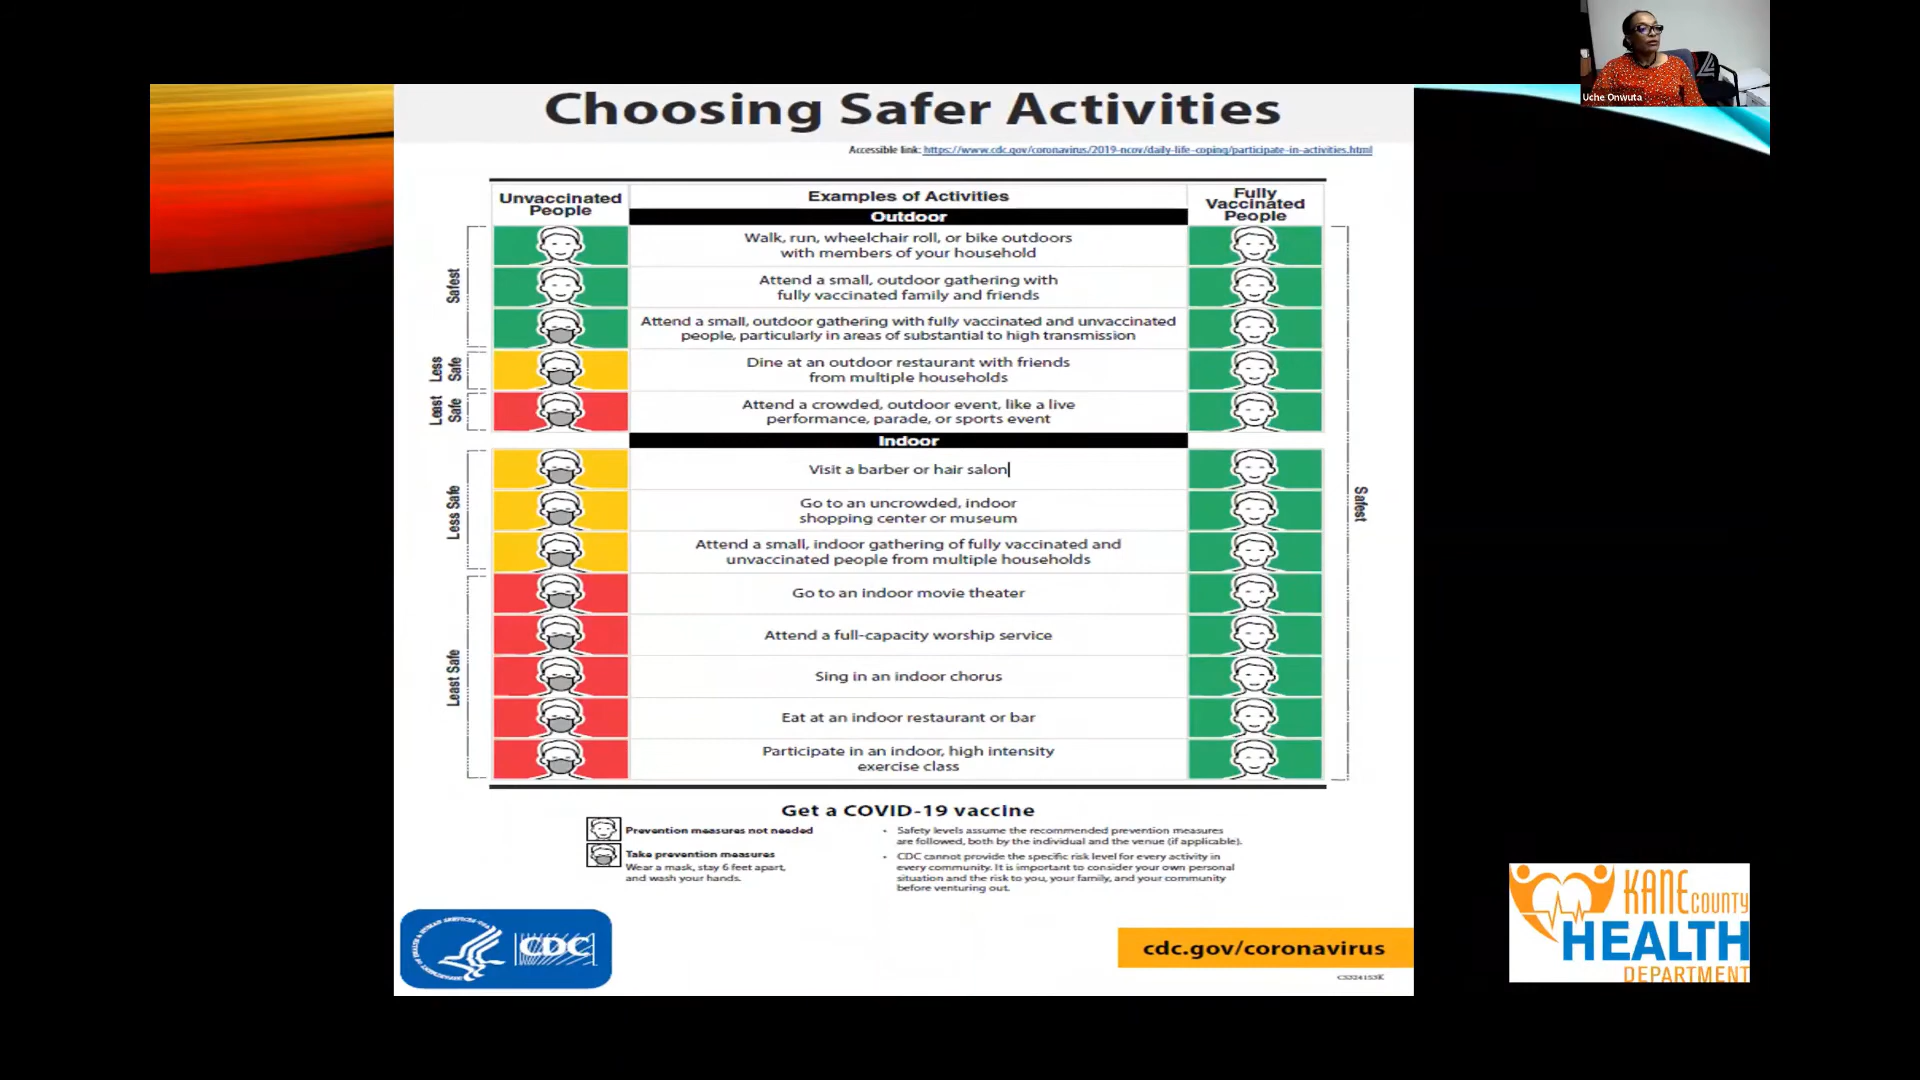 Uche Onwuta
Choosing Safer Activities
Accessible link: https://www.cdc.gov/coronavirus/2019-ncov/daily-life-coping/participate-in-activities.html
Unvaccinated
People
Examples of Activities
Fully
Vaccinated
People
Outdoor
Safest
Walk, run, wheelchair roll, or bike outdoors
with members of your household
Attend a small, outdoor gathering with
fully vaccinated family and friends
Attend a small, outdoor gathering with fully vaccinated and unvaccinated
people, particularly in areas of substantial to high transmission
Less
Safe
Dine at an outdoor restaurant with friends
from multiple households
Least
Safe
Attend a crowded, outdoor event, like a live
performance, parade, or sports event
Indoor
Less Safe
Visit a barber or hair salon
Go to an uncrowded, indoor
shopping center or museum
Safest
Attend a small, indoor gathering of fully vaccinated and
unvaccinated people from multiple households
Least Safe
Go to an indoor movie theater
Attend a full-capacity worship service
Sing in an indoor chorus
Eat at an indoor restaurant or bar
Participate in an indoor, high intensity
exercise class
Get a COVID-19 vaccine
Prevention measures not needed
Take prevention measures
Wear a mask, stay 6 feet apart,
and wash your hands.
• Safety levels assume the recommended prevention measures
are followed, both by the individual and the venue (if applicable).
• CDC cannot provide the specific risk level for every activity in
every community. It is important to consider your own personal
situation and the risk to you, your family, and your community
before venturing out.
CDC
cdc.gov/coronavirus
KANE COUNTY
HEALTH
DEPARTMENT